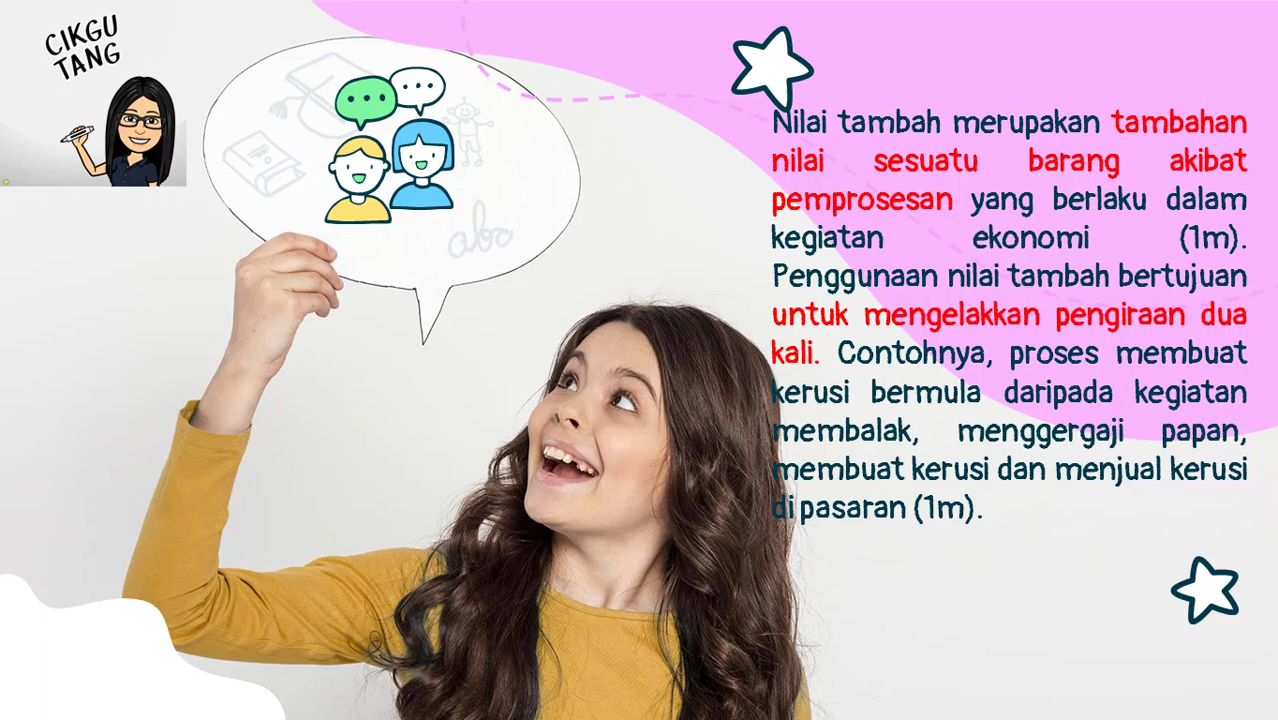 CIKGU
TANG
abc
Nilai tambah merupakan tambahan
nilai sesuatu barang akibat
pemprosesan yang berlaku dalam
kegiatan ekonomi (1m).
Penggunaan nilai tambah bertujuan
untuk mengelakkan pengiraan dua
kali. Contohnya, proses membuat
kerusi bermula daripada kegiatan
membalak, menggergaji papan,
membuat kerusi dan menjual kerusi
di pasaran (1m).